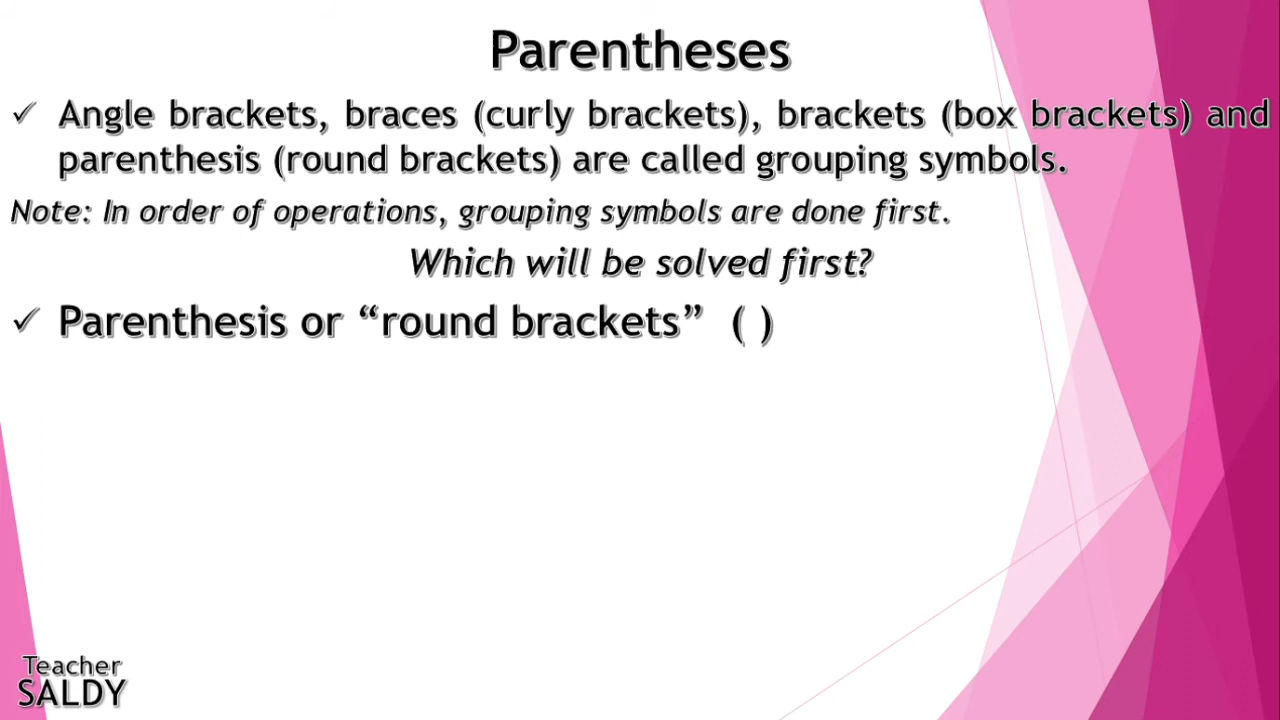 Parentheses
✓ Angle brackets, braces (curly brackets), brackets (box brackets) and
parenthesis (round brackets) are called grouping symbols.
Note: In order of operations, grouping symbols are done first.
Which will be solved first?
✓ Parenthesis or “round brackets” ( )
Teacher
SALDY